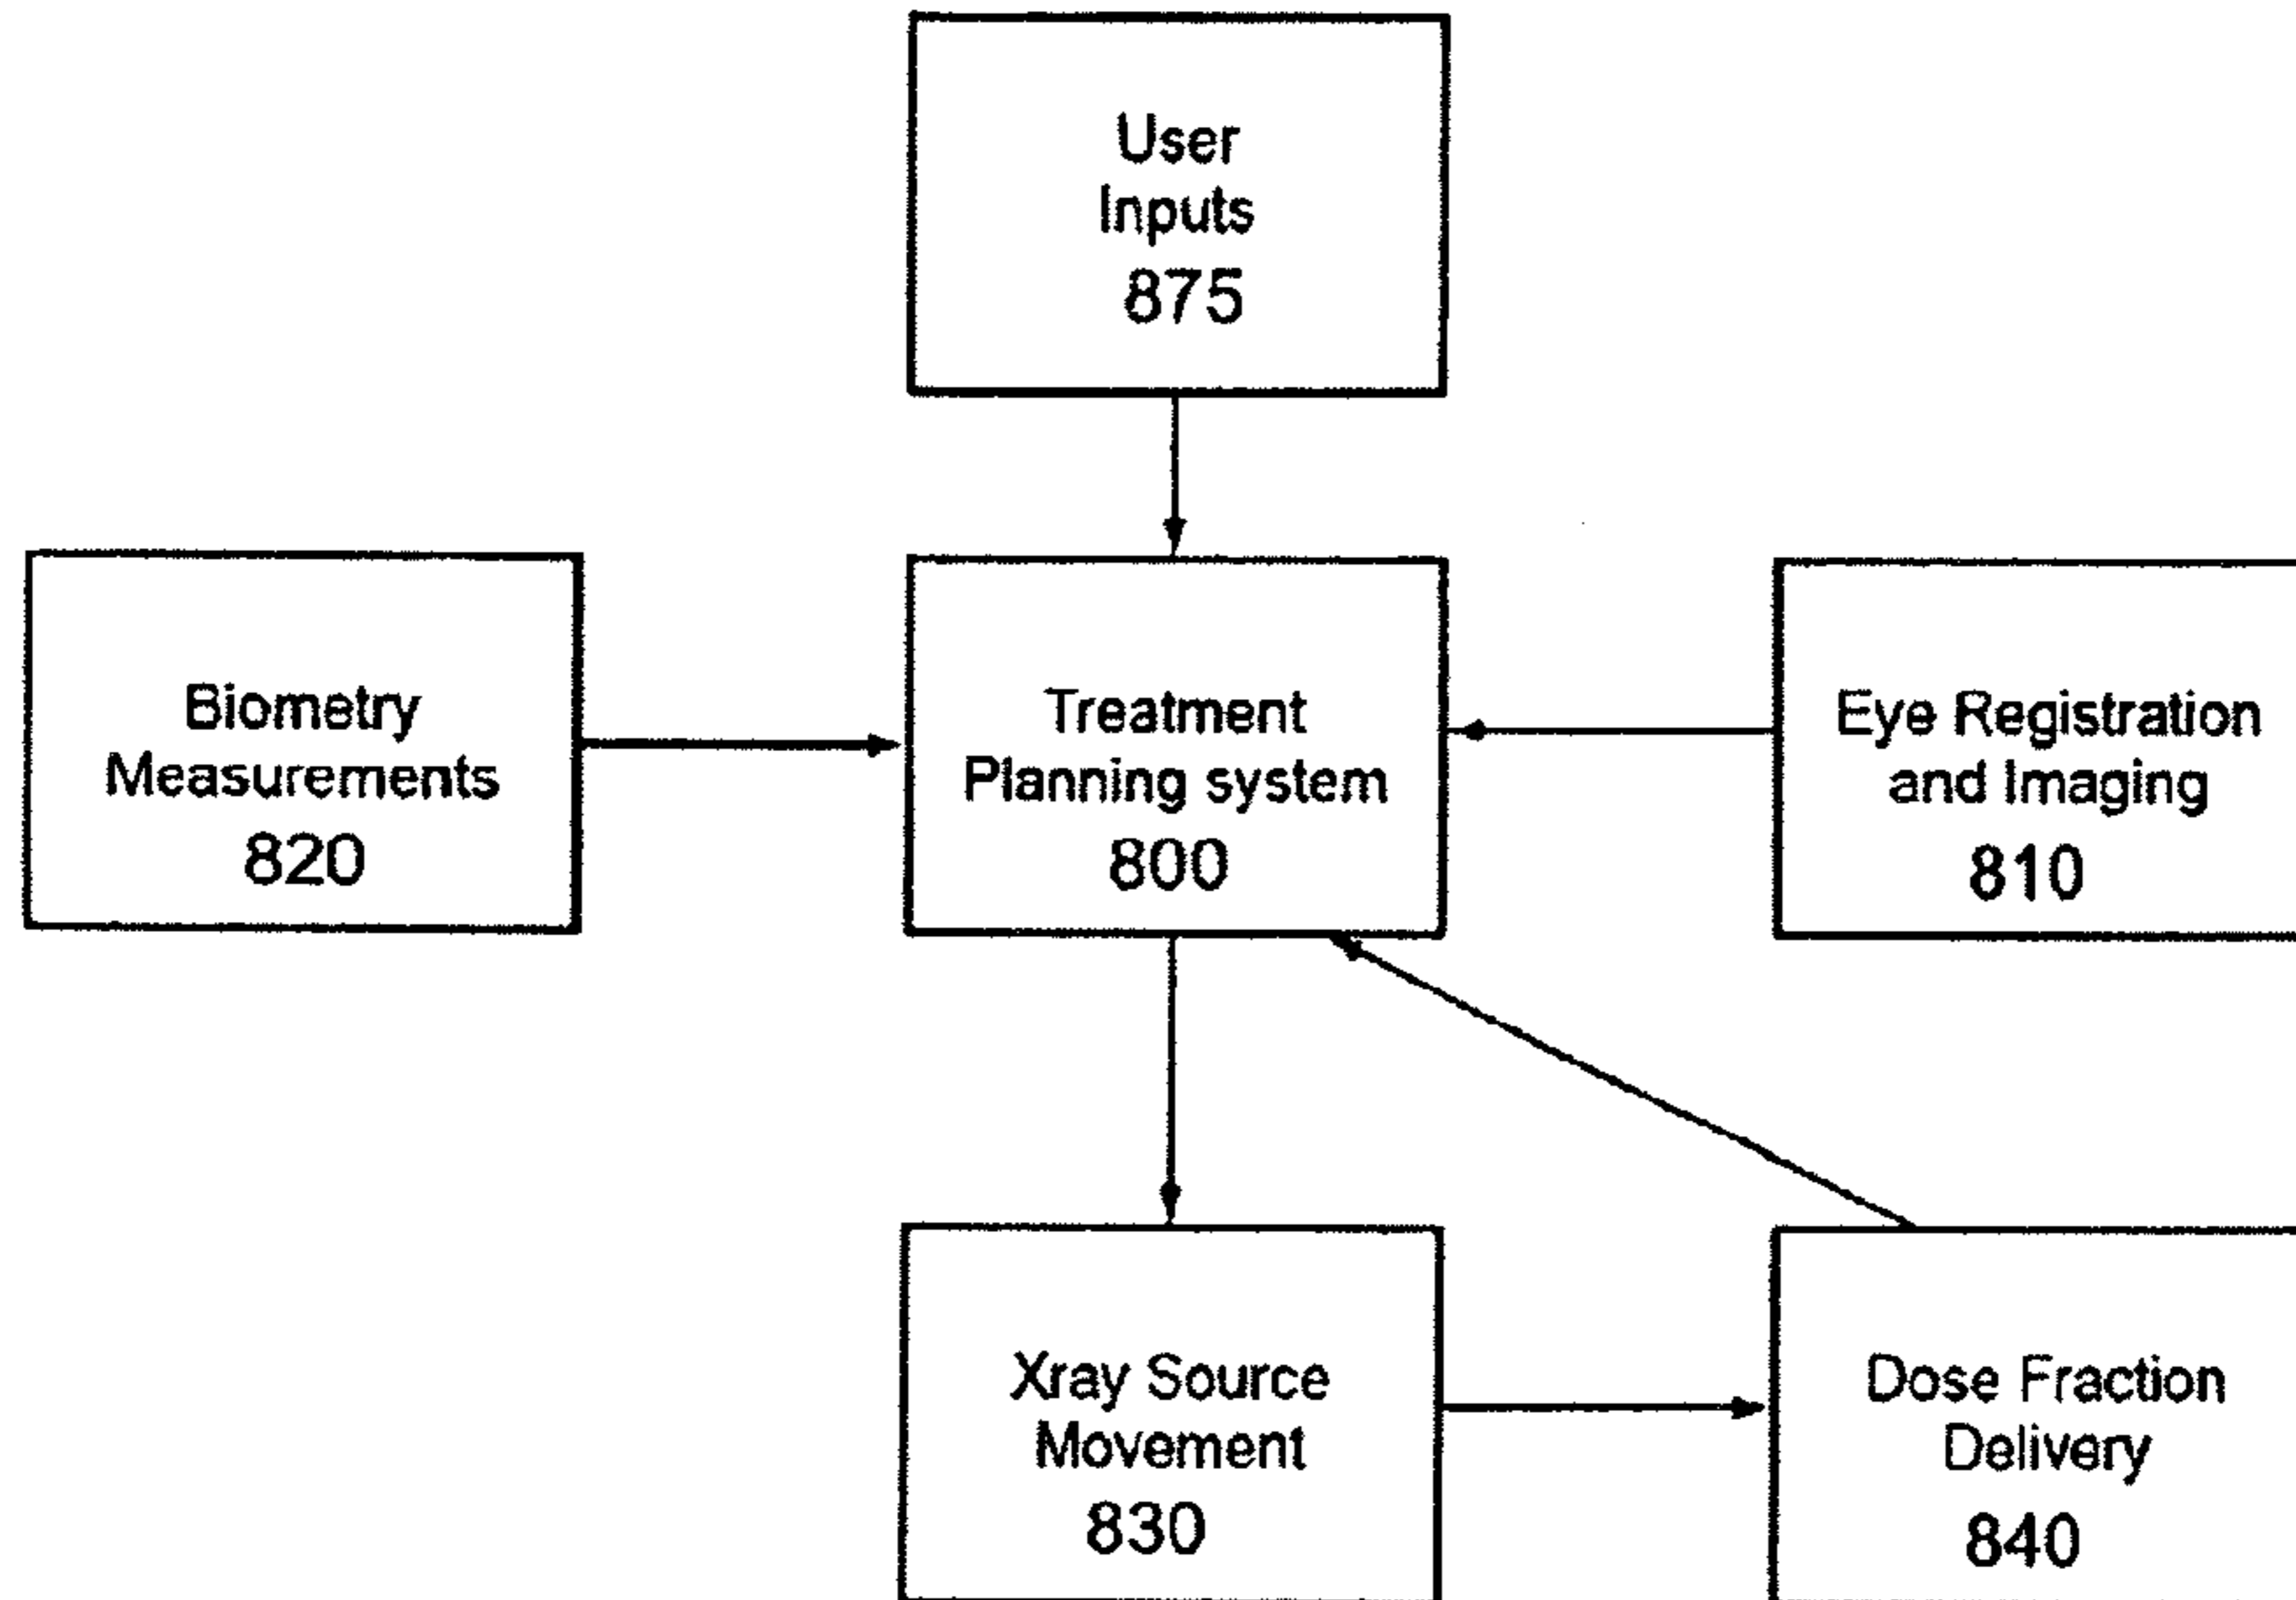 User
Inputs
875
Biometry
Measurements
820
Treatment
Planning system
800
Eye Registration
and Imaging
810
Xray Source
Movement
830
Dose Fraction
Delivery
840